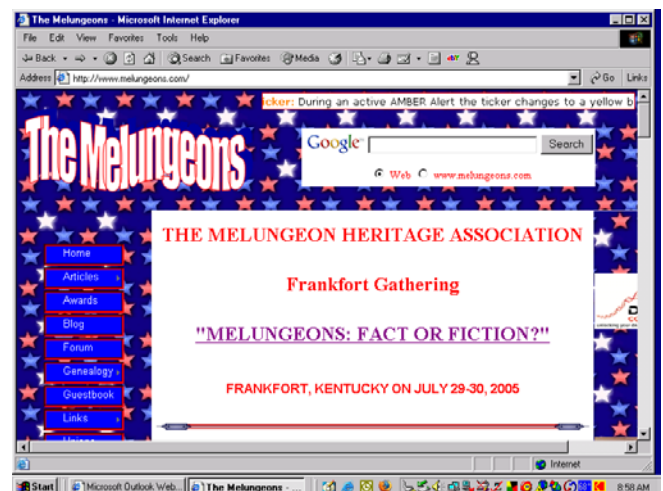 The Melungeons - Microsoft Internet Explorer
File Edit View Favorites Tools Help
Back Search Favorites Media
Address http://www.melungeons.com/ Go Links
icker: During an active AMBER Alert the ticker changes to a yellow b
The Melungeons
Google Search
Web www.melungeons.com
THE MELUNGEON HERITAGE ASSOCIATION
Frankfort Gathering
"MELUNGEONS: FACT OR FICTION?"
FRANKFORT, KENTUCKY ON JULY 29-30, 2005
Home
Articles
Awards
Blog
Forum
Genealogy
Guestbook
Links
Internet
Start Microsoft Outlook Web... The Melungeons - ... 8:58 AM